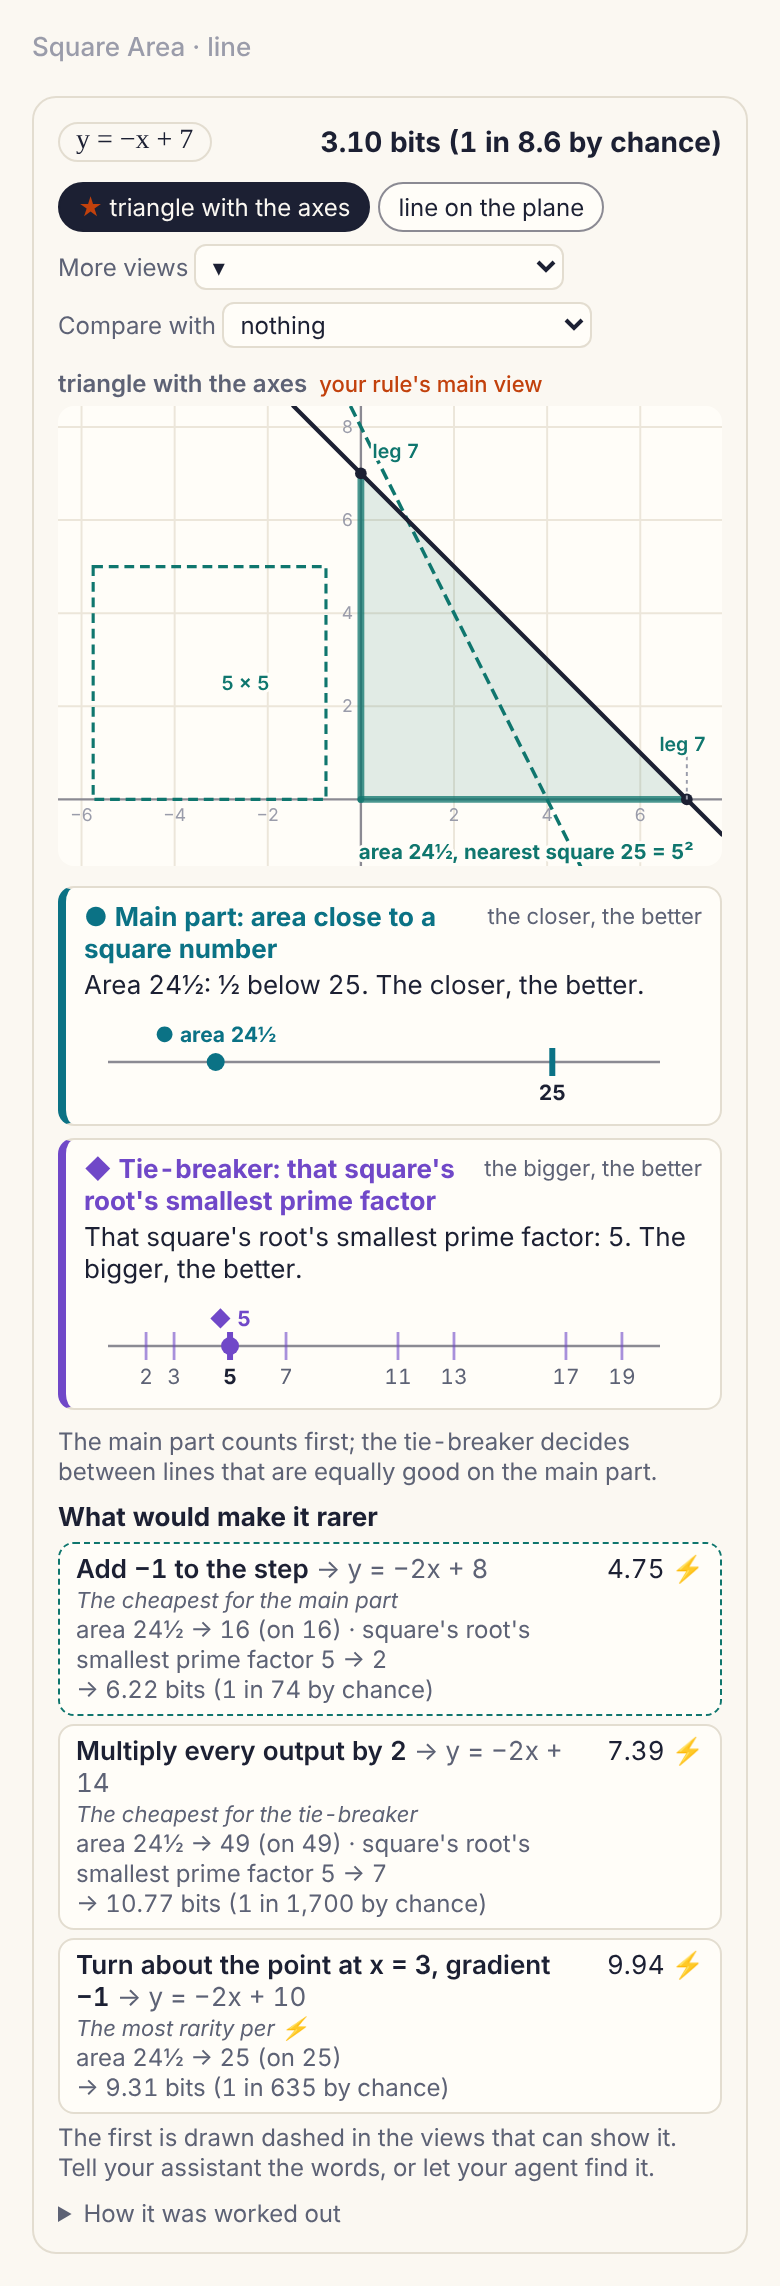 Square Area · line
y = −x + 7
3.10 bits (1 in 8.6 by chance)
★ triangle with the axes
line on the plane
More views ▼
Compare with nothing
triangle with the axes your rule's main view
8
leg 7
6
4
5 × 5
2
leg 7
−6 −4 −2 2 4 6
area 24½, nearest square 25 = 5²
● Main part: area close to a
square number
the closer, the better
Area 24½: ½ below 25. The closer, the better.
● area 24½
25
◆ Tie-breaker: that square's
root's smallest prime factor
the bigger, the better
That square's root's smallest prime factor: 5. The
bigger, the better.
◆ 5
2 3 5 7 11 13 17 19
The main part counts first; the tie-breaker decides
between lines that are equally good on the main part.
What would make it rarer
Add −1 to the step → y = −2x + 8 4.75 ⚡
The cheapest for the main part
area 24½ → 16 (on 16) · square's root's
smallest prime factor 5 → 2
→ 6.22 bits (1 in 74 by chance)
Multiply every output by 2 → y = −2x + 7.39 ⚡
14
The cheapest for the tie-breaker
area 24½ → 49 (on 49) · square's root's
smallest prime factor 5 → 7
→ 10.77 bits (1 in 1,700 by chance)
Turn about the point at x = 3, gradient 9.94 ⚡
−1 → y = −2x + 10
The most rarity per ⚡
area 24½ → 25 (on 25)
→ 9.31 bits (1 in 635 by chance)
The first is drawn dashed in the views that can show it.
Tell your assistant the words, or let your agent find it.
▶ How it was worked out